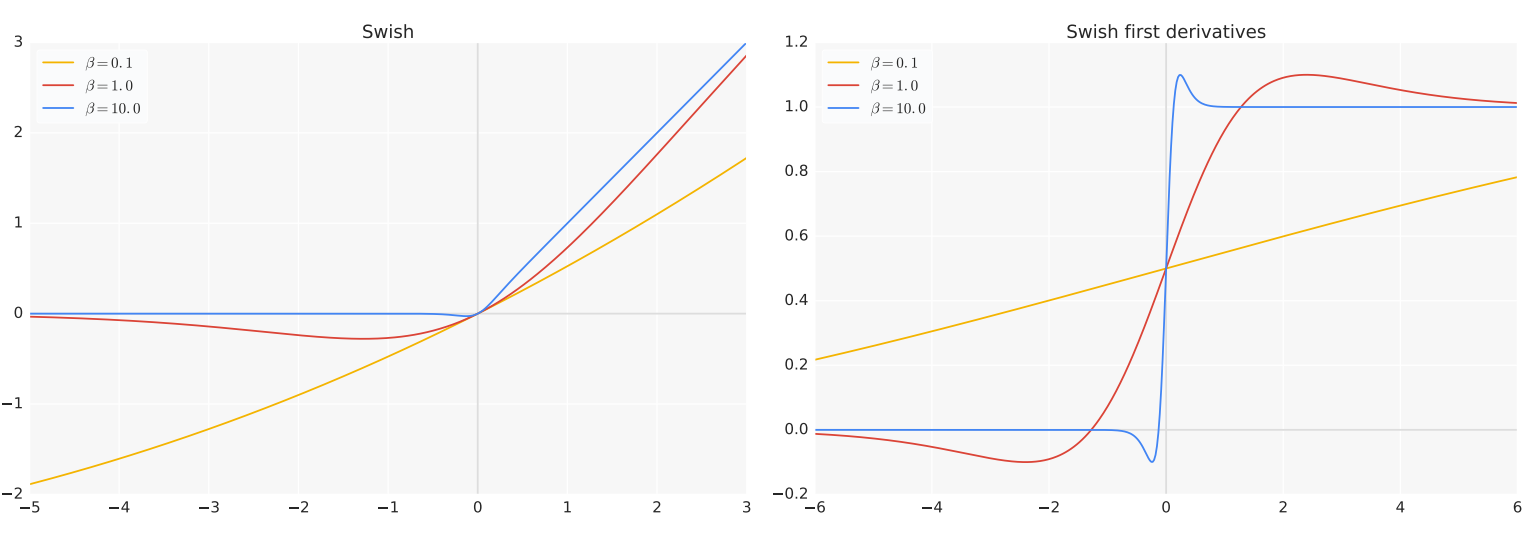 Swish
3
2
1
0
−1
−2
β = 0.1
β = 1.0
β = 10.0
−5 −4 −3 −2 −1 0 1 2 3
Swish first derivatives
1.2
1.0
0.8
0.6
0.4
0.2
0.0
−0.2
β = 0.1
β = 1.0
β = 10.0
−6 −4 −2 0 2 4 6